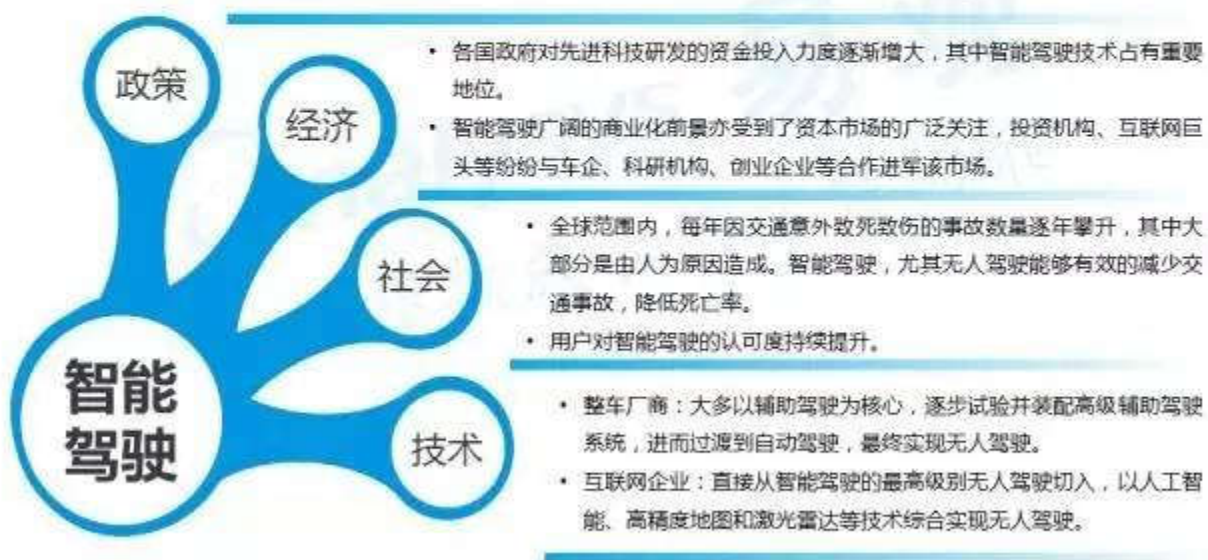 政策
经济
社会
技术
智能
驾驶
• 各国政府对先进科技研发的资金投入力度逐渐增大，其中智能驾驶技术占有重要
地位。
• 智能驾驶广阔的商业化前景亦受到了资本市场的广泛关注，投资机构、互联网巨
头等纷纷与车企、科研机构、创业企业等合作进军该市场。
• 全球范围内，每年因交通意外致死致伤的事故数量逐年攀升，其中大
部分是由人为原因造成。智能驾驶，尤其无人驾驶能够有效的减少交
通事故，降低死亡率。
• 用户对智能驾驶的认可度持续提升。
• 整车厂商：大多以辅助驾驶为核心，逐步试验并装配高级辅助驾驶
系统，进而过渡到自动驾驶，最终实现无人驾驶。
• 互联网企业：直接从智能驾驶的最高级别无人驾驶切入，以人工智
能、高精度地图和激光雷达等技术综合实现无人驾驶。